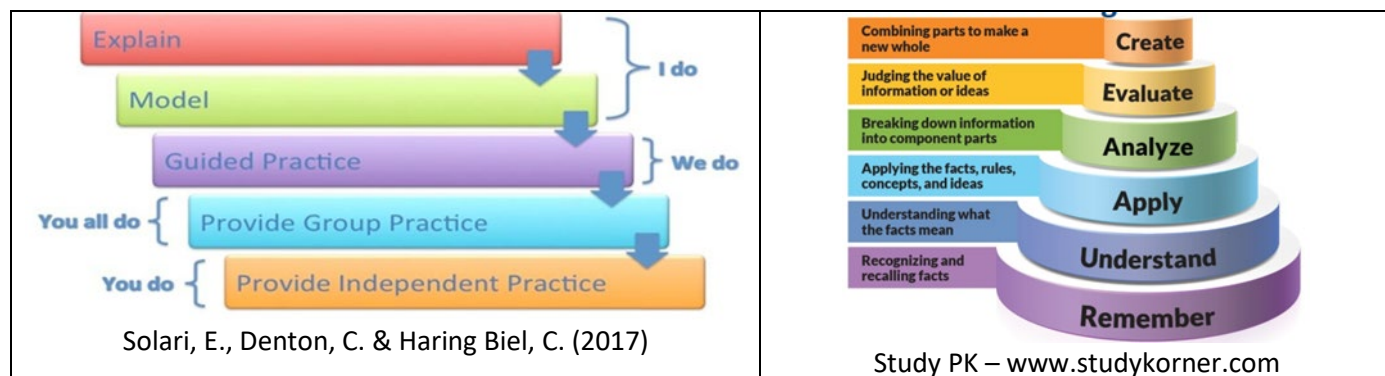 Explain
I do
Model
Guided Practice
We do
You all do
Provide Group Practice
You do
Provide Independent Practice
Solari, E., Denton, C. & Haring Biel, C. (2017)
Combining parts to make a
new whole
Create
Judging the value of
information or ideas
Evaluate
Breaking down information
into component parts
Analyze
Applying the facts, rules,
concepts, and ideas
Apply
Understanding what
the facts mean
Understand
Recognizing and
recalling facts
Remember
Study PK – www.studykorner.com